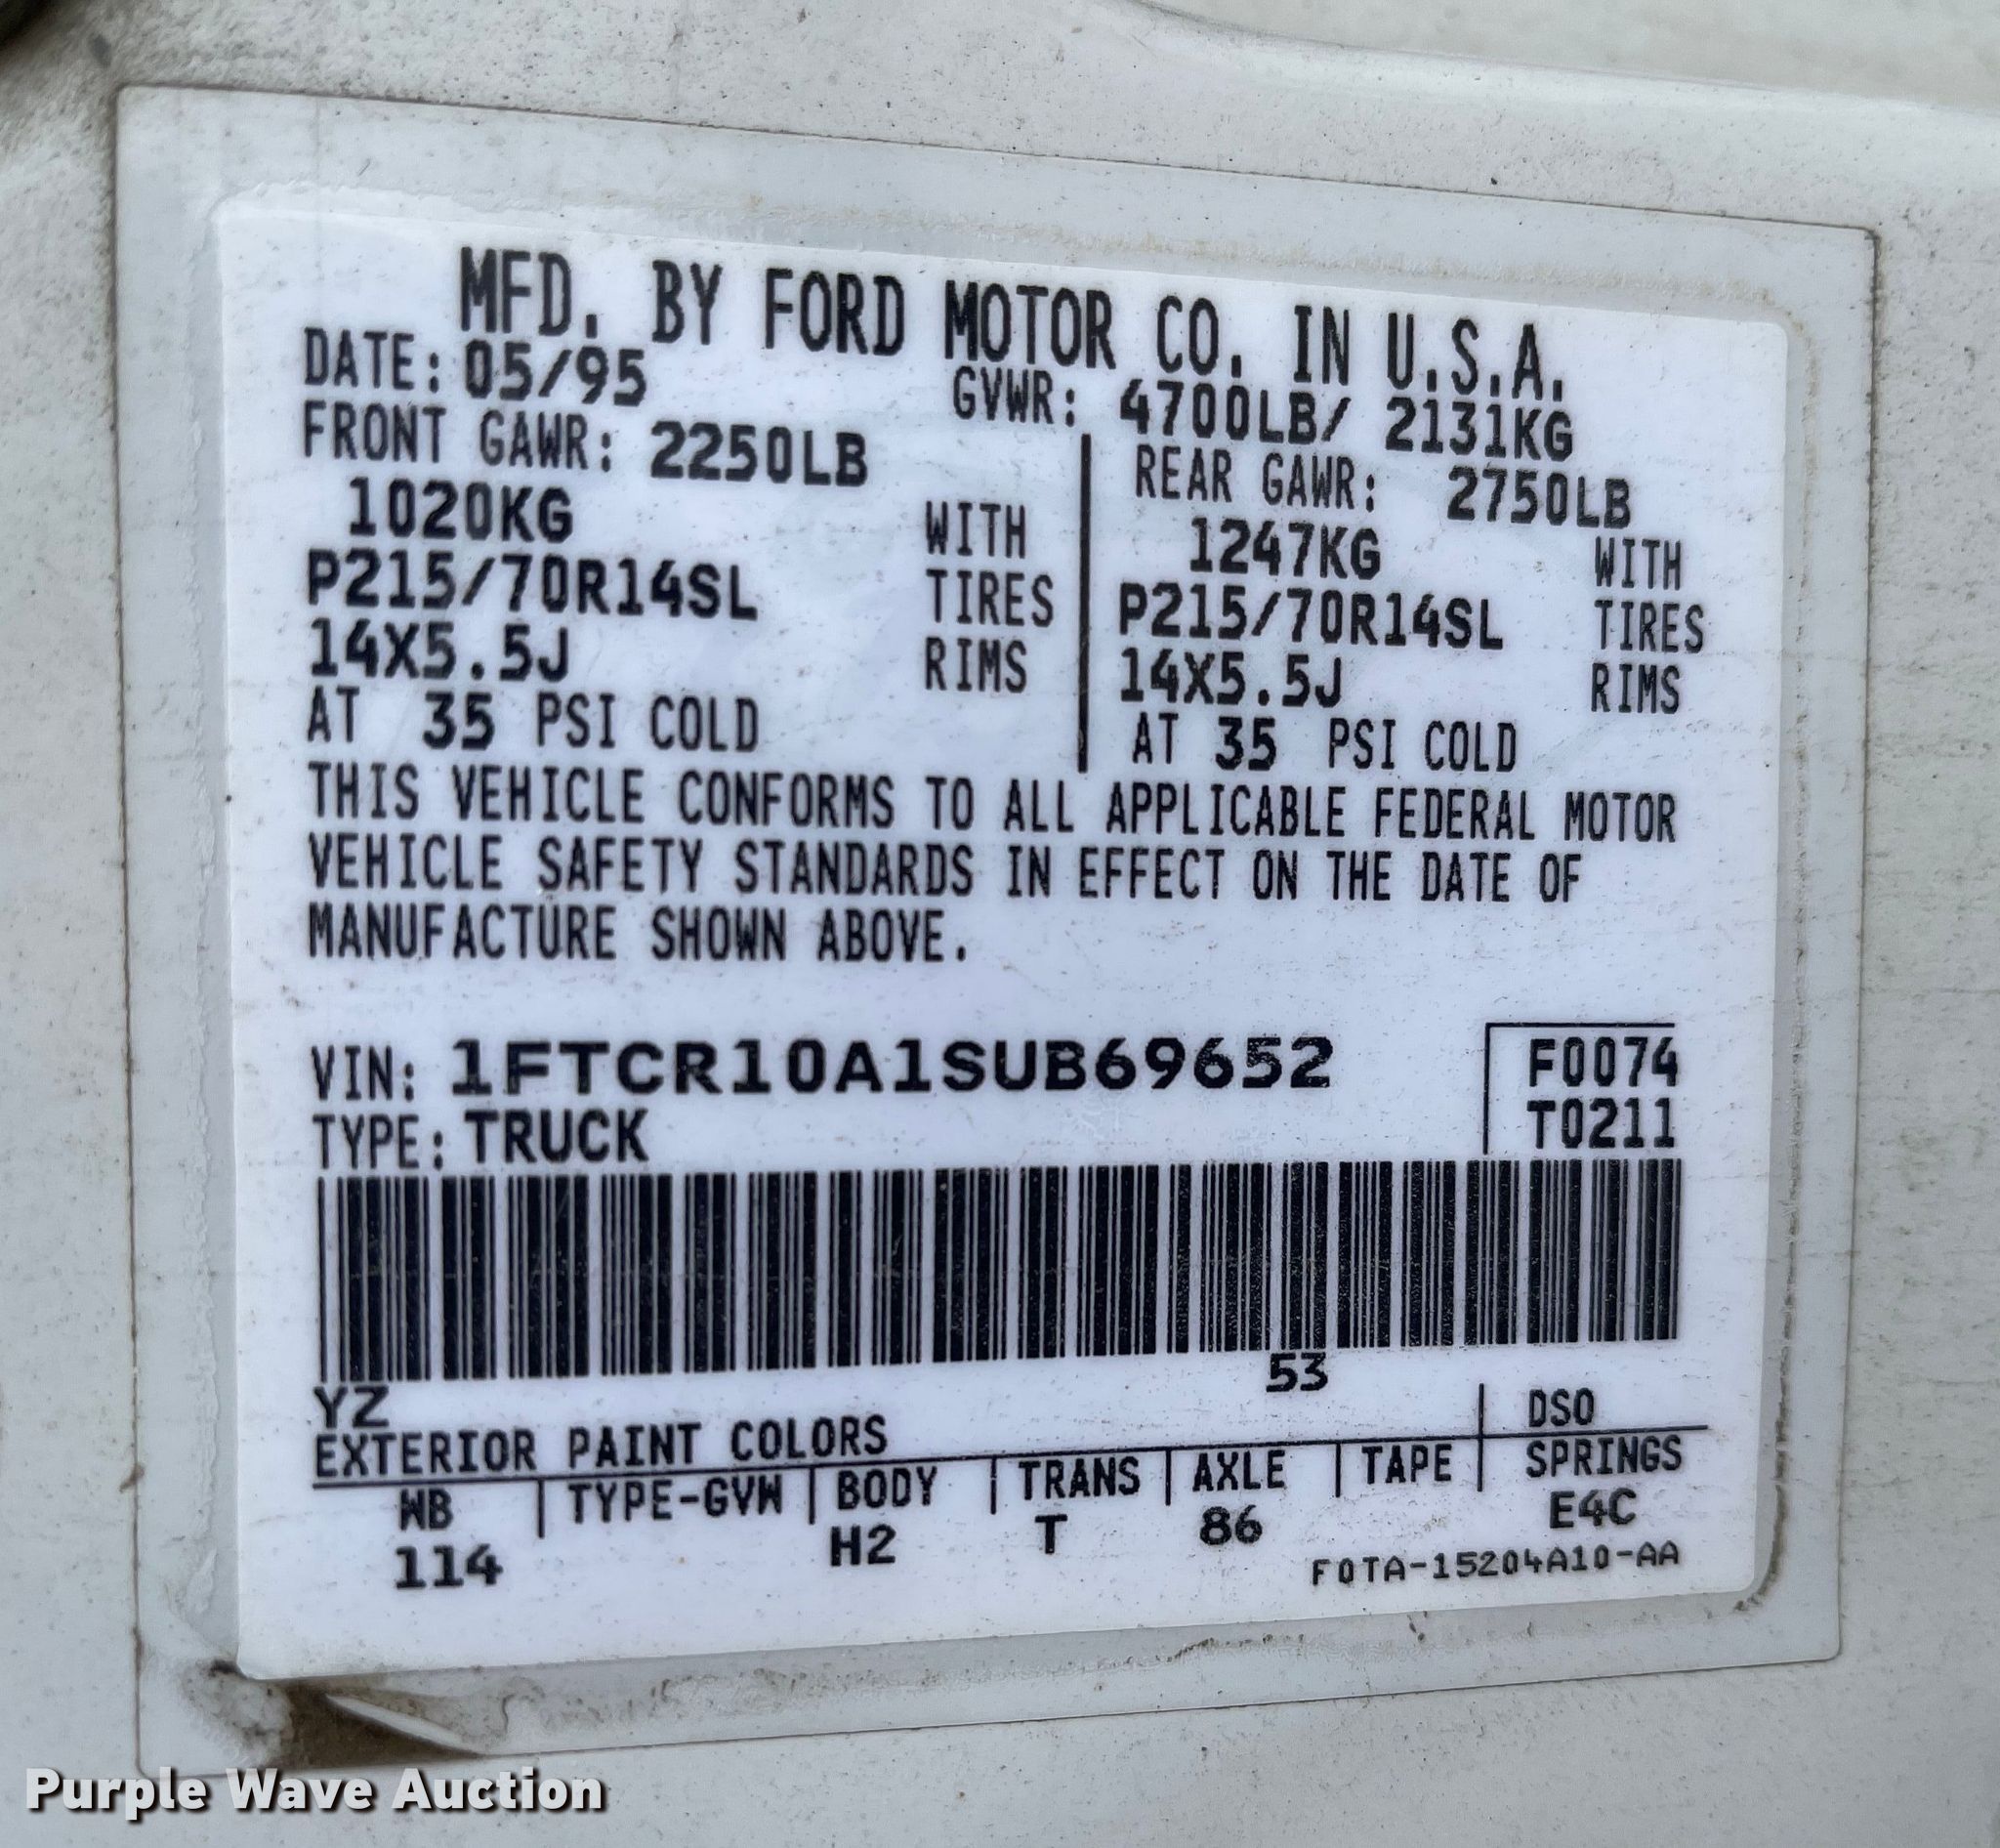 MFD. BY FORD MOTOR CO. IN U.S.A.
DATE: 05/95 GVWR: 4700LB/ 2131KG
FRONT GAWR: 2250LB REAR GAWR: 2750LB
1020KG WITH 1247KG WITH
P215/70R14SL TIRES P215/70R14SL TIRES
14X5.5J RIMS 14X5.5J RIMS
AT 35 PSI COLD AT 35 PSI COLD
THIS VEHICLE CONFORMS TO ALL APPLICABLE FEDERAL MOTOR
VEHICLE SAFETY STANDARDS IN EFFECT ON THE DATE OF
MANUFACTURE SHOWN ABOVE.
VIN: 1FTCR10A1SUB69652 F0074
TYPE: TRUCK T0211
YZ 53
EXTERIOR PAINT COLORS DSO
WB | TYPE-GVW | BODY | TRANS | AXLE | TAPE | SPRINGS
114 H2 T 86 E4C
F0TA-15204A10-AA
Purple Wave Auction